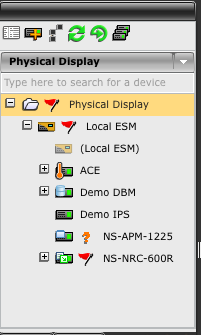 Physical Display
Type here to search for a device
Physical Display
Local ESM
(Local ESM)
ACE
Demo DBM
Demo IPS
NS-APM-1225
NS-NRC-600R